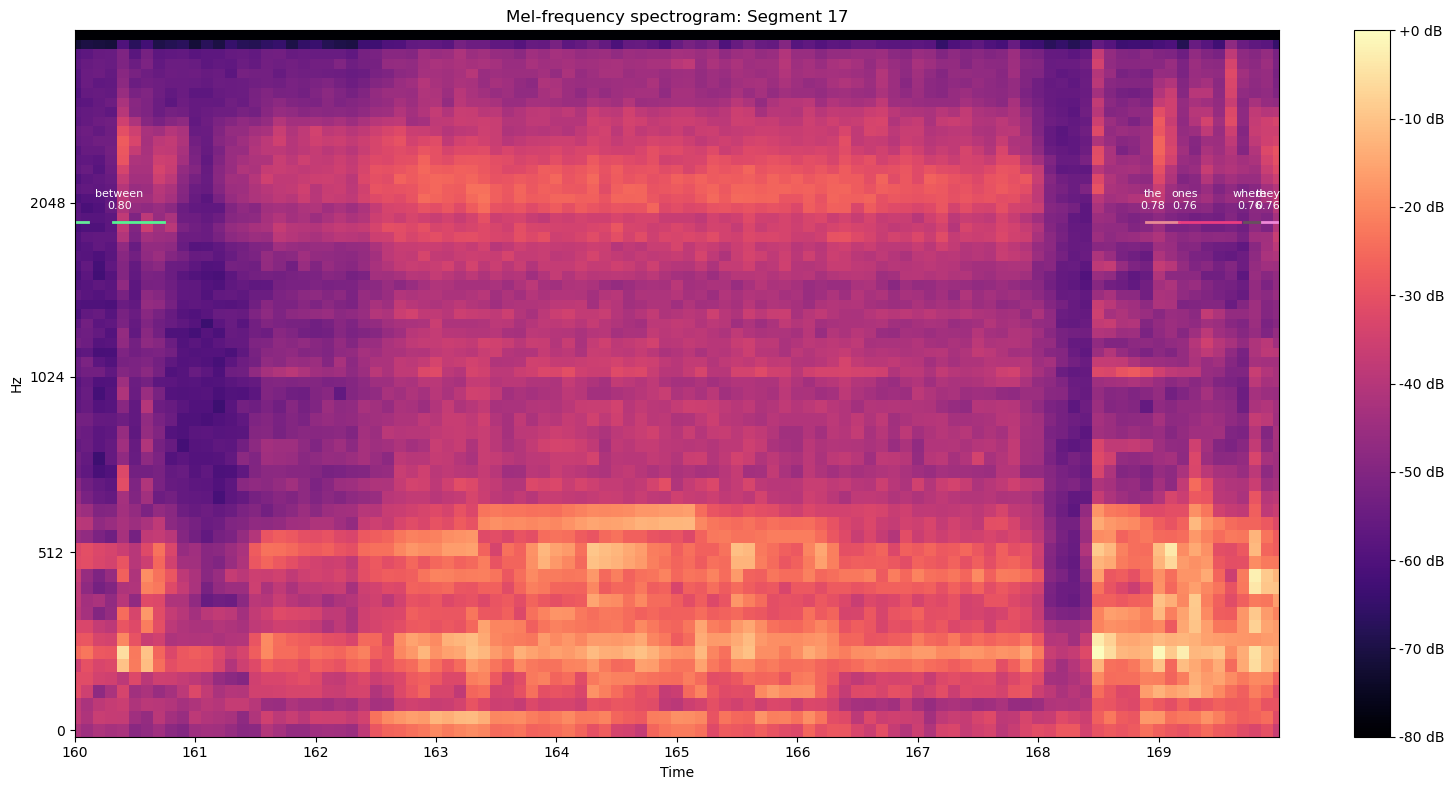 Mel-frequency spectrogram: Segment 17
+0 dB
-10 dB
-20 dB
-30 dB
-40 dB
-50 dB
-60 dB
-70 dB
-80 dB
Hz
2048
1024
512
0
between
0.80
the
0.78
ones
0.76
where
0.76
they
0.76
160
161
162
163
164
165
166
167
168
169
Time